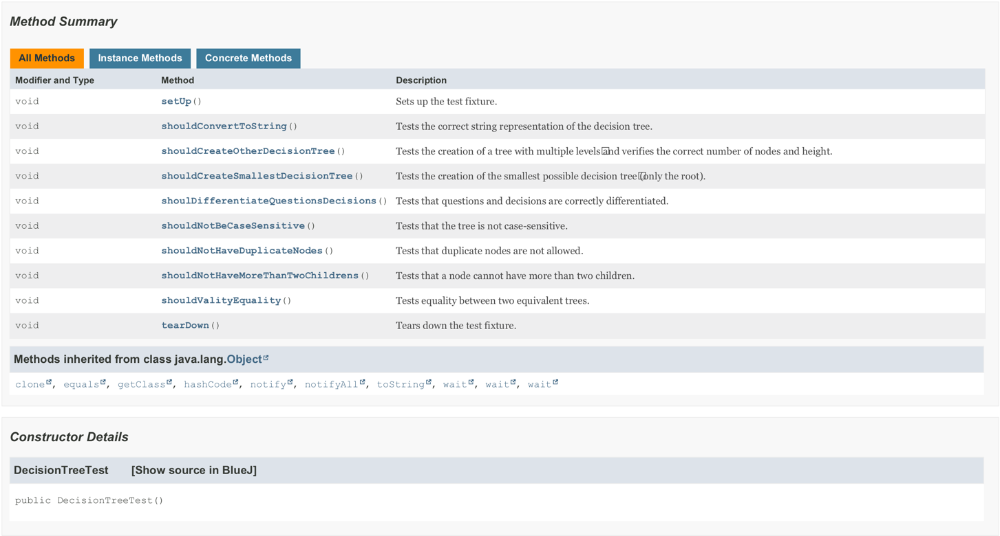 Method Summary
All Methods Instance Methods Concrete Methods
Modifier and Type Method Description
void setUp() Sets up the test fixture.
void shouldConvertToString() Tests the correct string representation of the decision tree.
void shouldCreateOtherDecisionTree() Tests the creation of a tree with multiple levels and verifies the correct number of nodes and height.
void shouldCreateSmallestDecisionTree() Tests the creation of the smallest possible decision tree (only the root).
void shoulDifferentiateQuestionsDecisions() Tests that questions and decisions are correctly differentiated.
void shouldNotBeCaseSensitive() Tests that the tree is not case-sensitive.
void shouldNotHaveDuplicateNodes() Tests that duplicate nodes are not allowed.
void shouldNotHaveMoreThanTwoChildrens() Tests that a node cannot have more than two children.
void shouldValityEquality() Tests equality between two equivalent trees.
void tearDown() Tears down the test fixture.
Methods inherited from class java.lang.Object
clone, equals, getClass, hashCode, notify, notifyAll, toString, wait, wait, wait
Constructor Details
DecisionTreeTest [Show source in BlueJ]
public DecisionTreeTest()